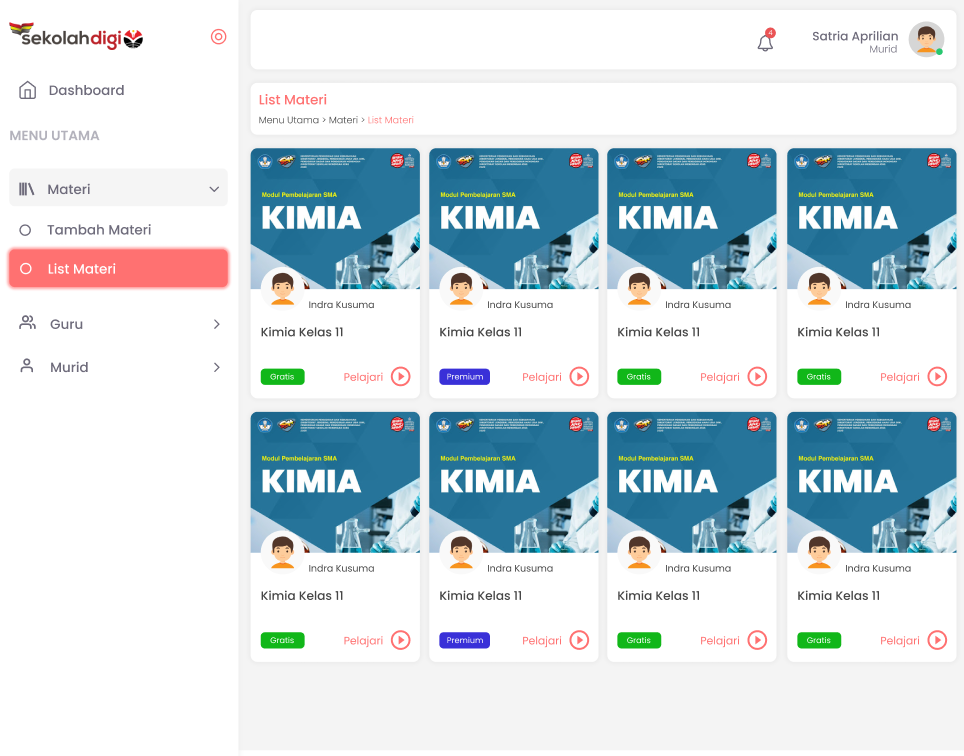 sekolahdigi
4
Satria Aprilian
Murid
Dashboard
MENU UTAMA
Materi
Tambah Materi
List Materi
Guru
Murid
List Materi
Menu Utama > Materi > List Materi
Modul Pembelajaran SMA
KIMIA
Indra Kusuma
Kimia Kelas 11
Gratis
Pelajari
Modul Pembelajaran SMA
KIMIA
Indra Kusuma
Kimia Kelas 11
Premium
Pelajari
Modul Pembelajaran SMA
KIMIA
Indra Kusuma
Kimia Kelas 11
Gratis
Pelajari
Modul Pembelajaran SMA
KIMIA
Indra Kusuma
Kimia Kelas 11
Gratis
Pelajari
Modul Pembelajaran SMA
KIMIA
Indra Kusuma
Kimia Kelas 11
Gratis
Pelajari
Modul Pembelajaran SMA
KIMIA
Indra Kusuma
Kimia Kelas 11
Premium
Pelajari
Modul Pembelajaran SMA
KIMIA
Indra Kusuma
Kimia Kelas 11
Gratis
Pelajari
Modul Pembelajaran SMA
KIMIA
Indra Kusuma
Kimia Kelas 11
Gratis
Pelajari